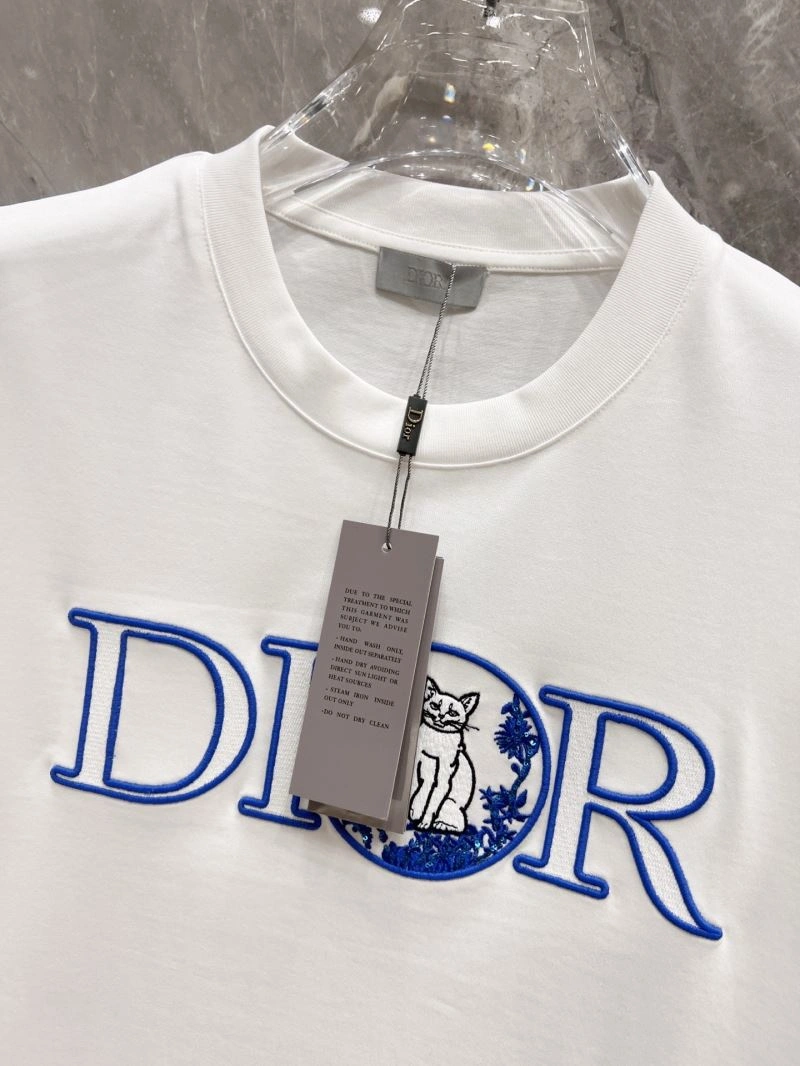 DIOR
Dior
DUE TO THE SPECIAL
TREATMENT TO WHICH
THIS GARMENT WAS
SUBJECT WE ADVISE
YOU TO:
- HAND WASH ONLY,
INSIDE OUT SEPARATELY
- HAND DRY AVOIDING
DIRECT SUN LIGHT OR
HEAT SOURCES
- STEAM IRON INSIDE
OUT ONLY
-DO NOT DRY CLEAN
DIOR